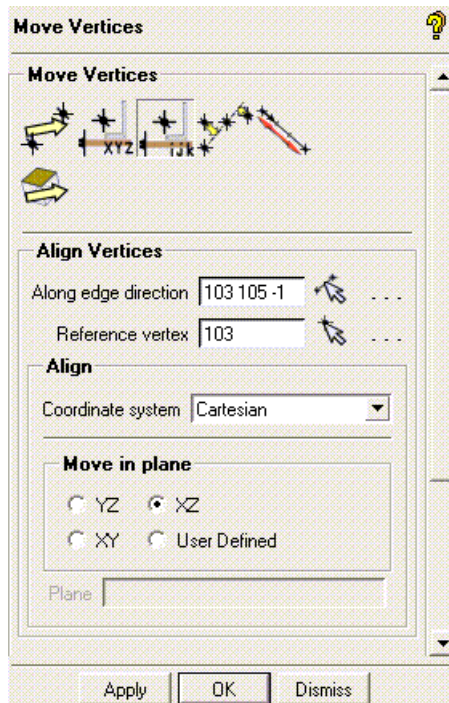 Move Vertices
Move Vertices
XYZ ijk
Align Vertices
Along edge direction 103 105 -1 ...
Reference vertex 103 ...
Align
Coordinate system Cartesian
Move in plane
YZ XZ
XY User Defined
Plane
Apply OK Dismiss